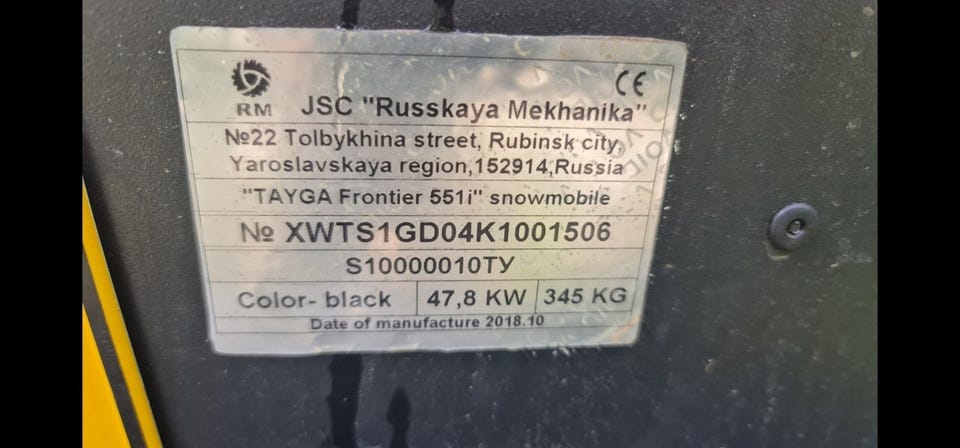 RM
CE
JSC "Russkaya Mekhanika"
№22 Tolbykhina street, Rubinsk city,
Yaroslavskaya region,152914,Russia
"TAYGA Frontier 551i" snowmobile
№ XWTS1GD04K1001506
S10000010ТУ
Color- black 47,8 KW 345 KG
Date of manufacture 2018.10